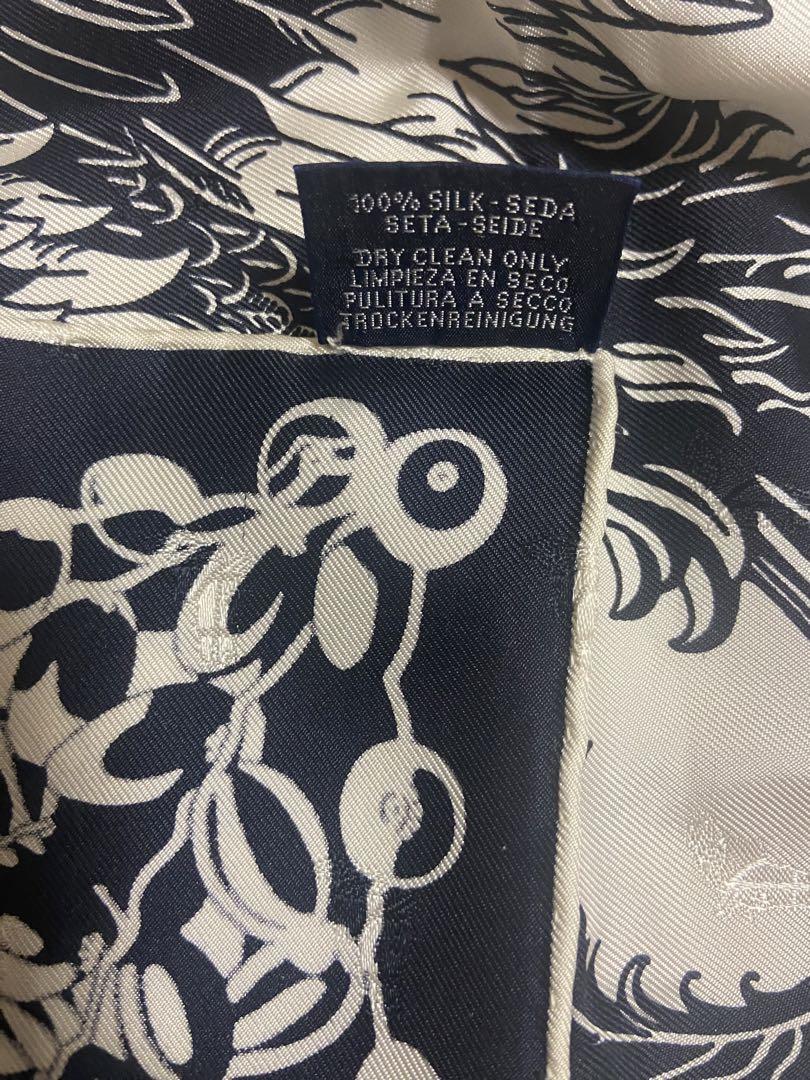 100% SILK - SEDA
SETA - SEIDE
DRY CLEAN ONLY
LIMPIEZA EN SECO
PULITURA A SECCO
TROCKENREINIGUNG